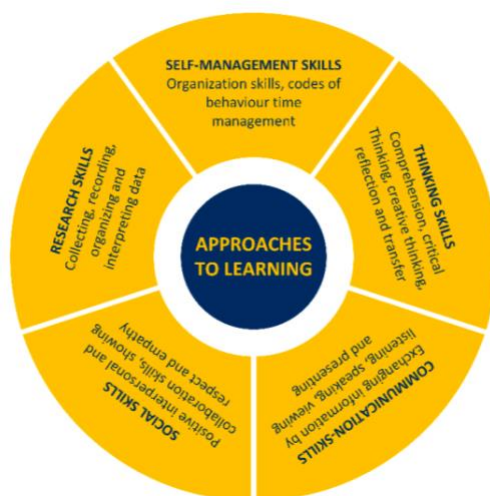 SELF-MANAGEMENT SKILLS
Organization skills, codes of
behaviour time
management
THINKING SKILLS
Comprehension, critical
Thinking, creative thinking,
reflection and transfer
COMMUNICATION-SKILLS
Exchanging information by
listening, speaking, viewing
and presenting
SOCIAL SKILLS
Positive interpersonal and
collaboration skills, showing
respect and empathy
RESEARCH SKILLS
Collecting, recording,
organizing and
interpreting data
APPROACHES
TO LEARNING